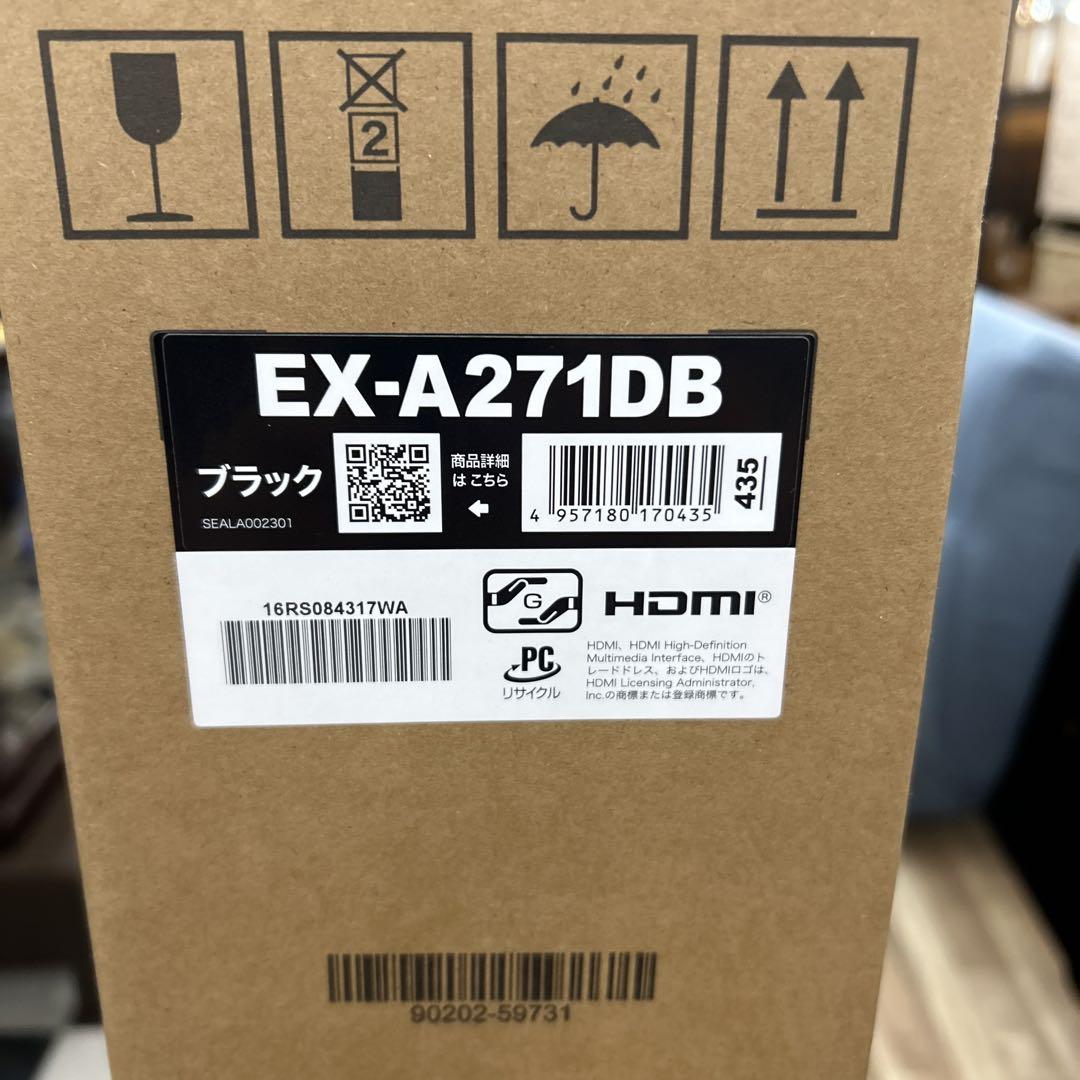 2
EX-A271DB
ブラック
商品詳細
は こちら
SEALA002301
4 957180 170435
435
16RS084317WA
G
HDMI®
PC
リサイクル
HDMI、HDMI High-Definition
Multimedia Interface、HDMIのト
レードドレス、およびHDMIロゴは、
HDMI Licensing Administrator,
Inc.の商標または登録商標です。
90202-59731